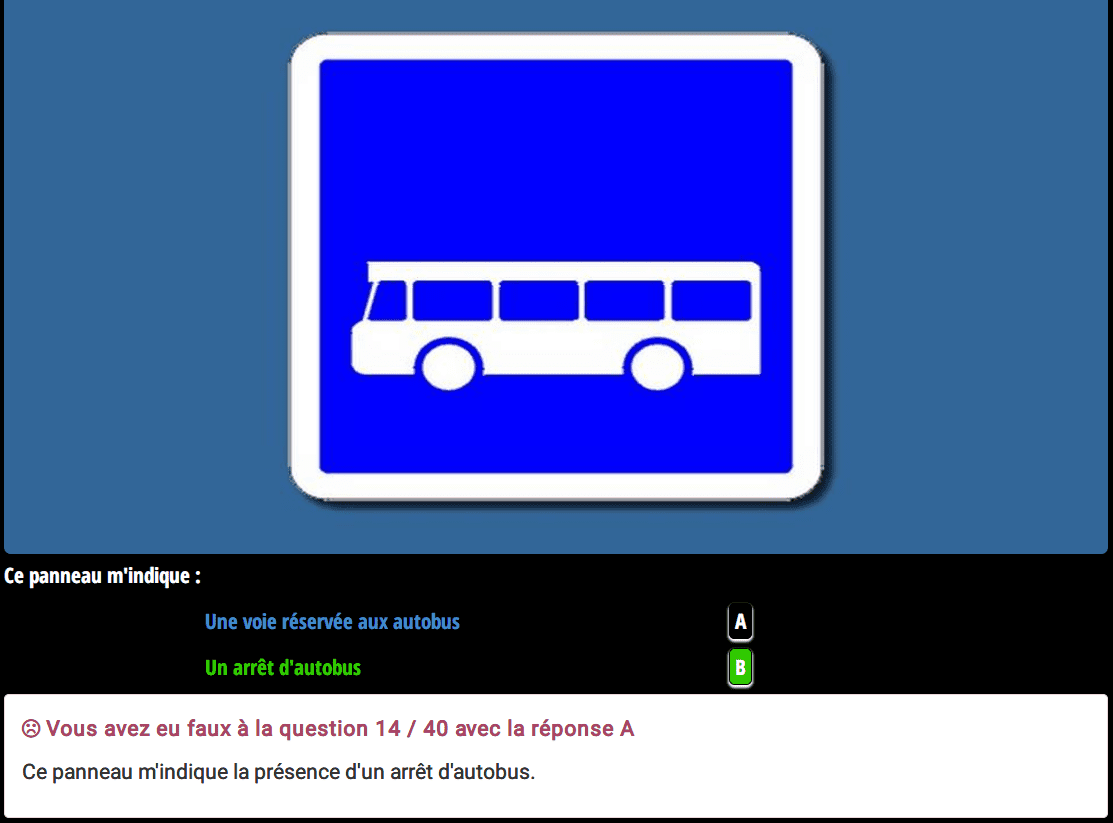 Ce panneau m'indique :
Une voie réservée aux autobus A
Un arrêt d'autobus B
Vous avez eu faux à la question 14 / 40 avec la réponse A
Ce panneau m'indique la présence d'un arrêt d'autobus.